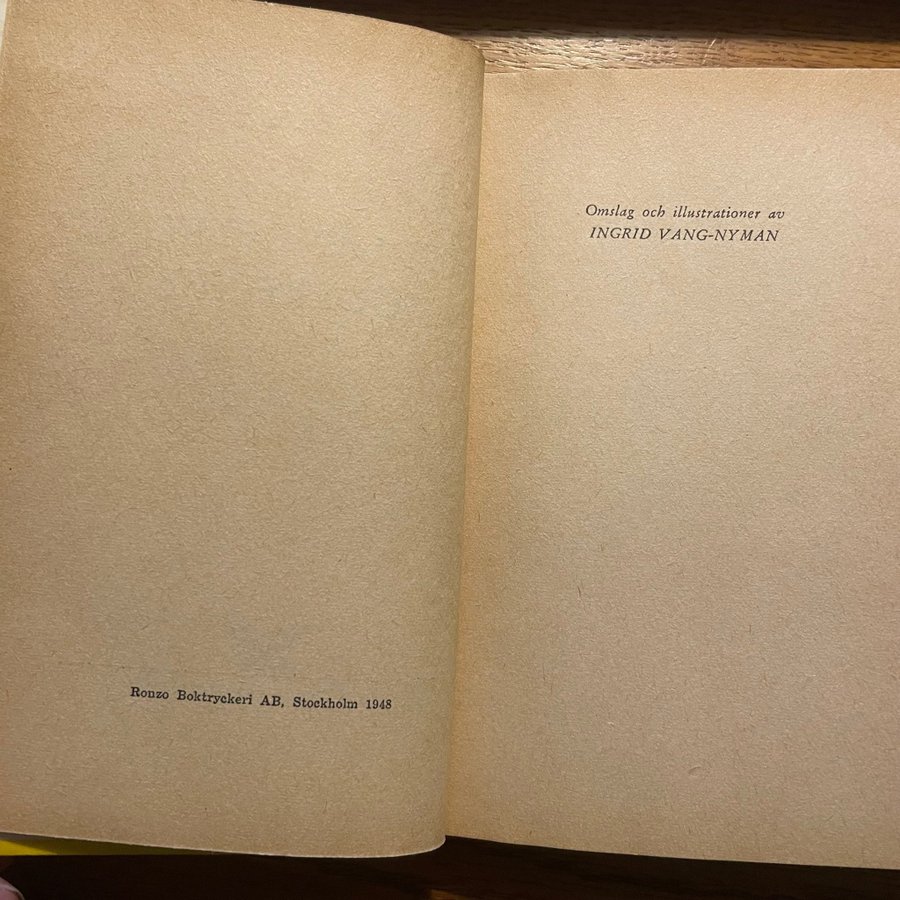 Ronzo Boktryckeri AB, Stockholm 1948
Omslag och illustrationer av
INGRID VANG-NYMAN